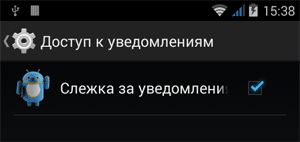 15:38
Доступ к уведомлениям
Слежка за уведомлени